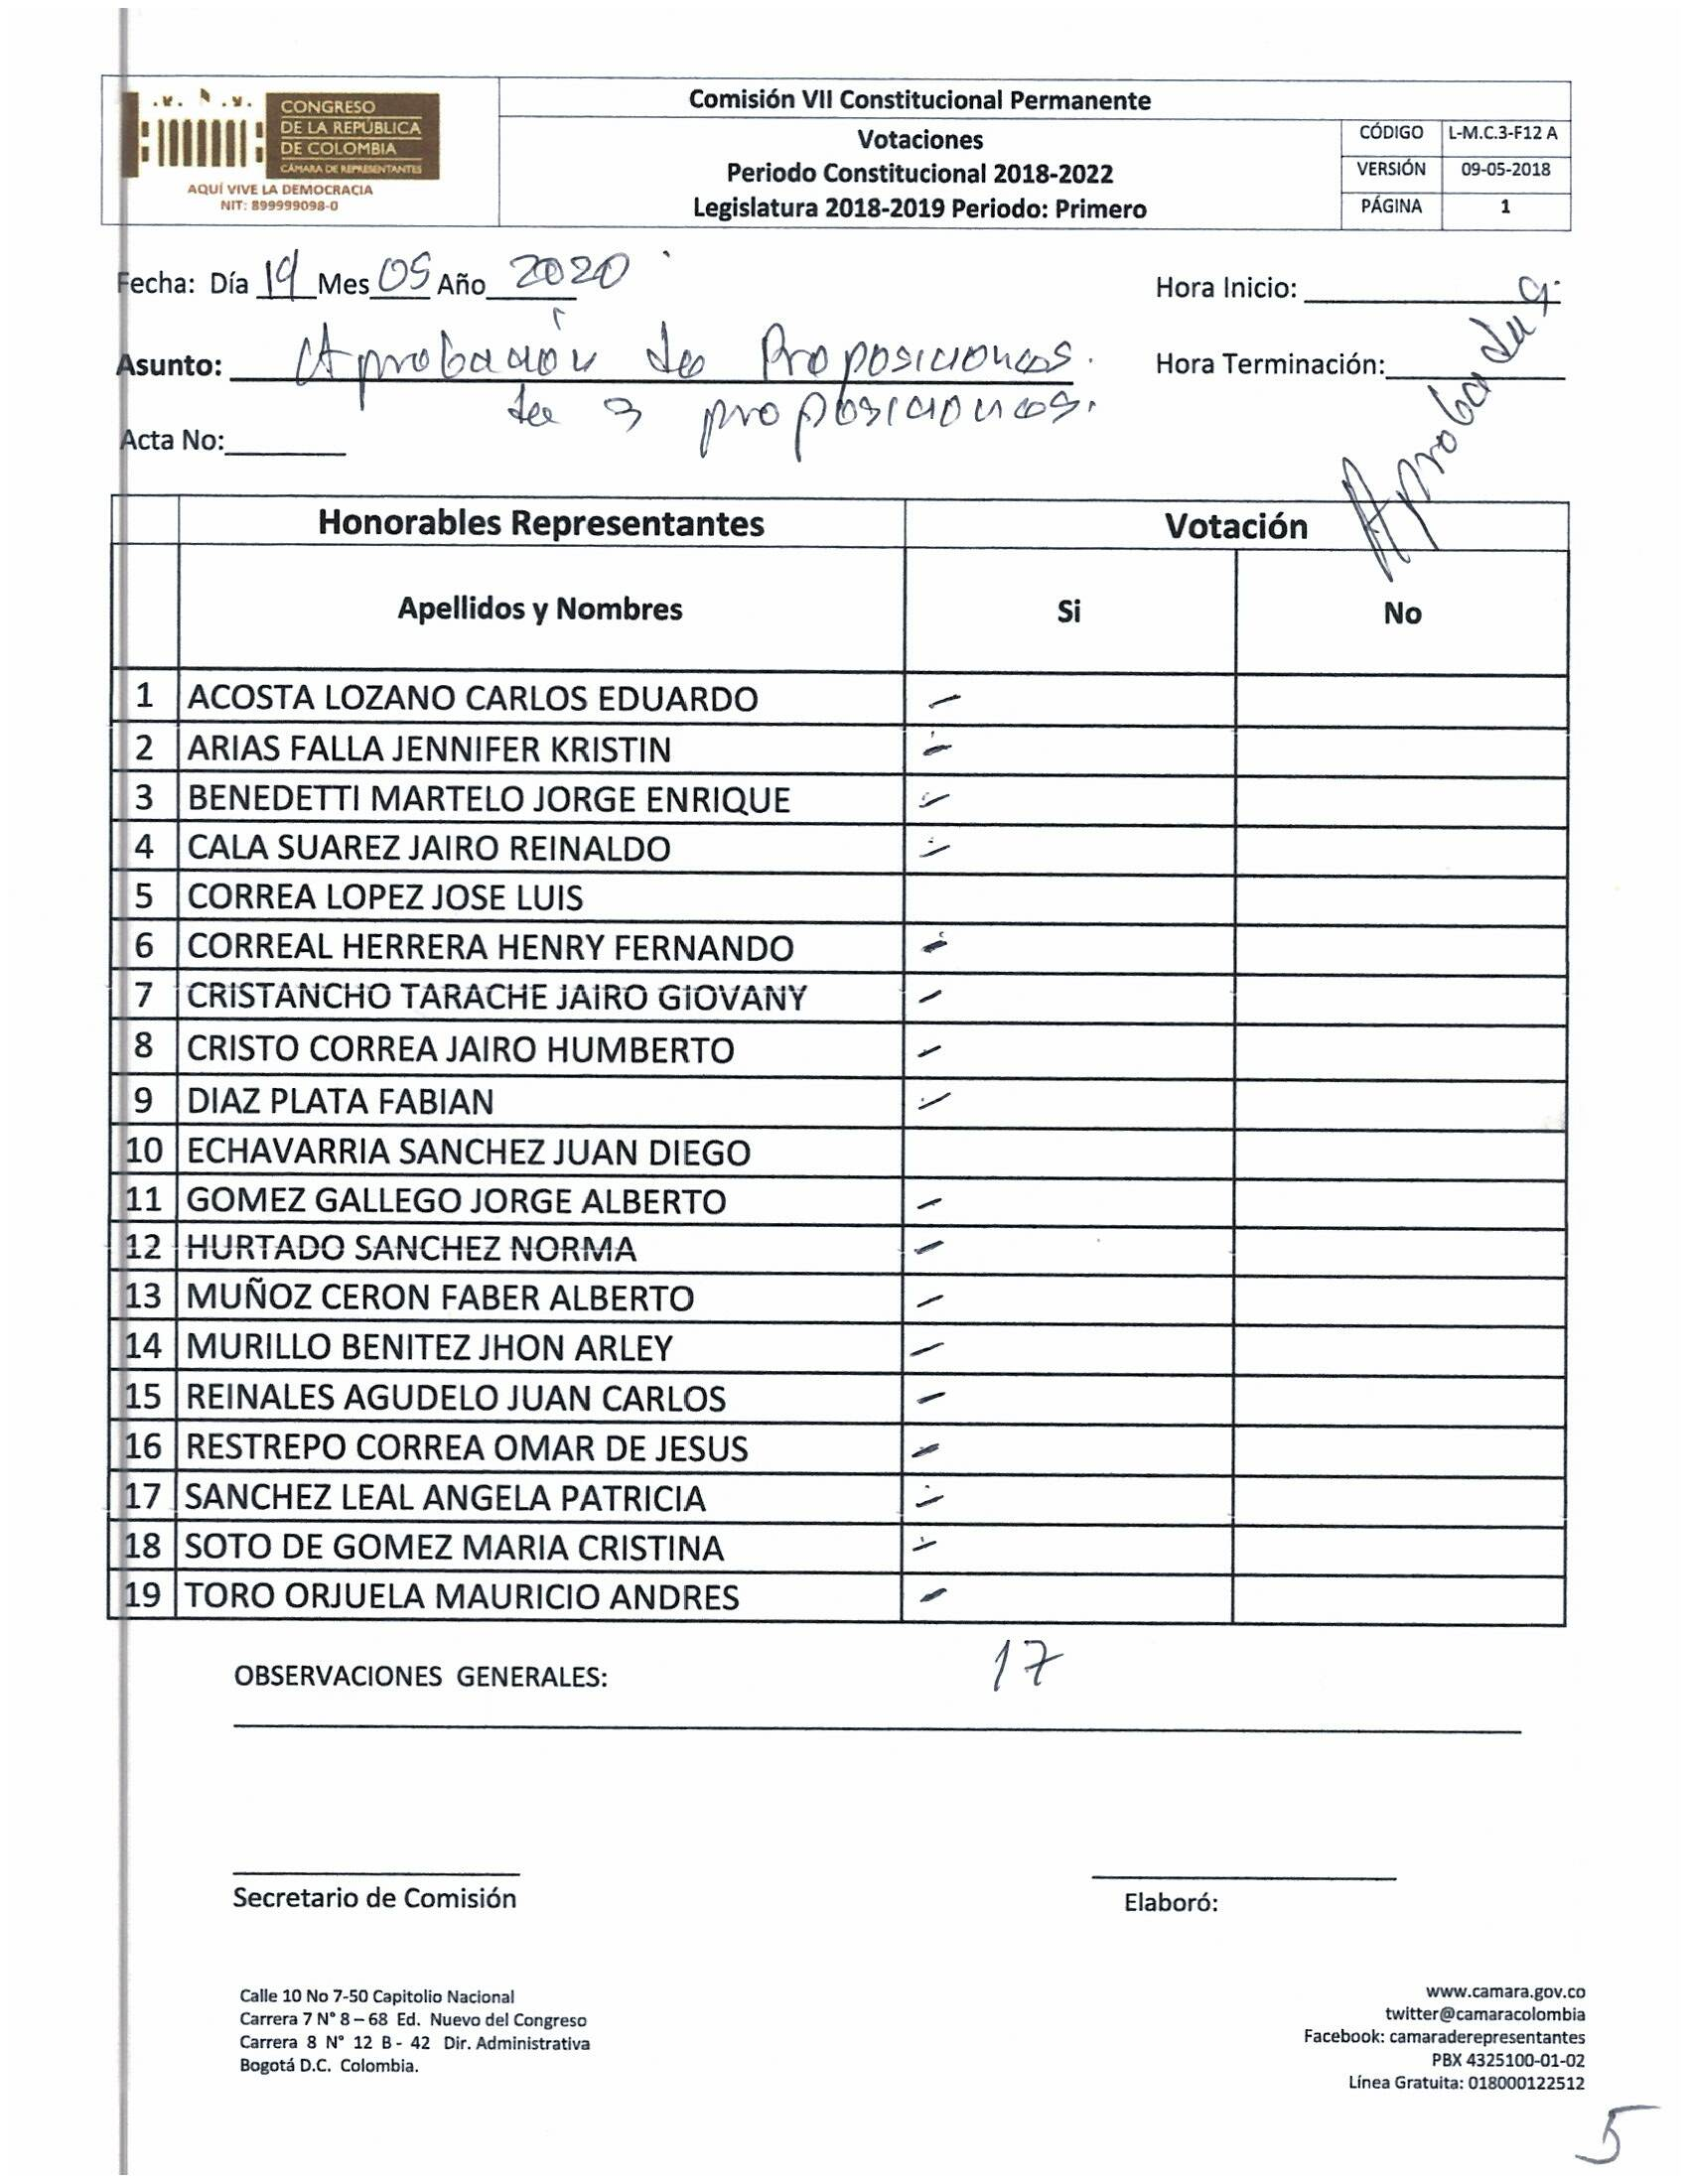 CONGRESO
DE LA REPÚBLICA
DE COLOMBIA
CÁMARA DE REPRESENTANTES
AQUÍ VIVE LA DEMOCRACIA
NIT: 899999098-0
Comisión VII Constitucional Permanente
Votaciones
Periodo Constitucional 2018-2022
Legislatura 2018-2019 Periodo: Primero
CÓDIGO L-M.C.3-F12 A
VERSIÓN 09-05-2018
PÁGINA 1
Fecha: Día 19 Mes 05 Año 2020
Hora Inicio:
Asunto: Aprobación de Proposiciones.
de 3 proposiciones.
Hora Terminación:
Acta No:
Aprobadas
Honorables Representantes Votación
Apellidos y Nombres Si No
1 ACOSTA LOZANO CARLOS EDUARDO –
2 ARIAS FALLA JENNIFER KRISTIN –
3 BENEDETTI MARTELO JORGE ENRIQUE –
4 CALA SUAREZ JAIRO REINALDO –
5 CORREA LOPEZ JOSE LUIS
6 CORREAL HERRERA HENRY FERNANDO –
7 CRISTANCHO TARACHE JAIRO GIOVANY –
8 CRISTO CORREA JAIRO HUMBERTO –
9 DIAZ PLATA FABIAN –
10 ECHAVARRIA SANCHEZ JUAN DIEGO
11 GOMEZ GALLEGO JORGE ALBERTO –
12 HURTADO SANCHEZ NORMA –
13 MUÑOZ CERON FABER ALBERTO –
14 MURILLO BENITEZ JHON ARLEY –
15 REINALES AGUDELO JUAN CARLOS –
16 RESTREPO CORREA OMAR DE JESUS –
17 SANCHEZ LEAL ANGELA PATRICIA –
18 SOTO DE GOMEZ MARIA CRISTINA –
19 TORO ORJUELA MAURICIO ANDRES –
OBSERVACIONES GENERALES: 17
Secretario de Comisión
Elaboró:
Calle 10 No 7-50 Capitolio Nacional
Carrera 7 N° 8 – 68 Ed. Nuevo del Congreso
Carrera 8 N° 12 B - 42 Dir. Administrativa
Bogotá D.C. Colombia.
www.camara.gov.co
twitter@camaracolombia
Facebook: camaraderepresentantes
PBX 4325100-01-02
Línea Gratuita: 018000122512
5